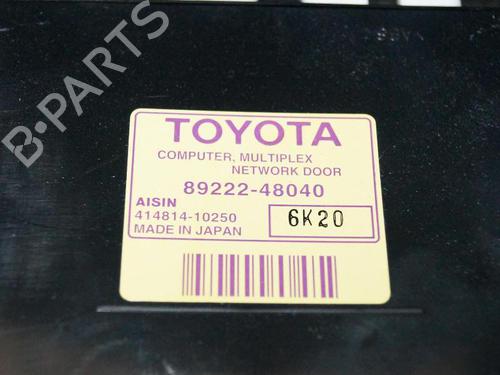 B·PARTS
TOYOTA
COMPUTER, MULTIPLEX
NETWORK DOOR
89222-48040
AISIN
414814-10250
MADE IN JAPAN
6K20